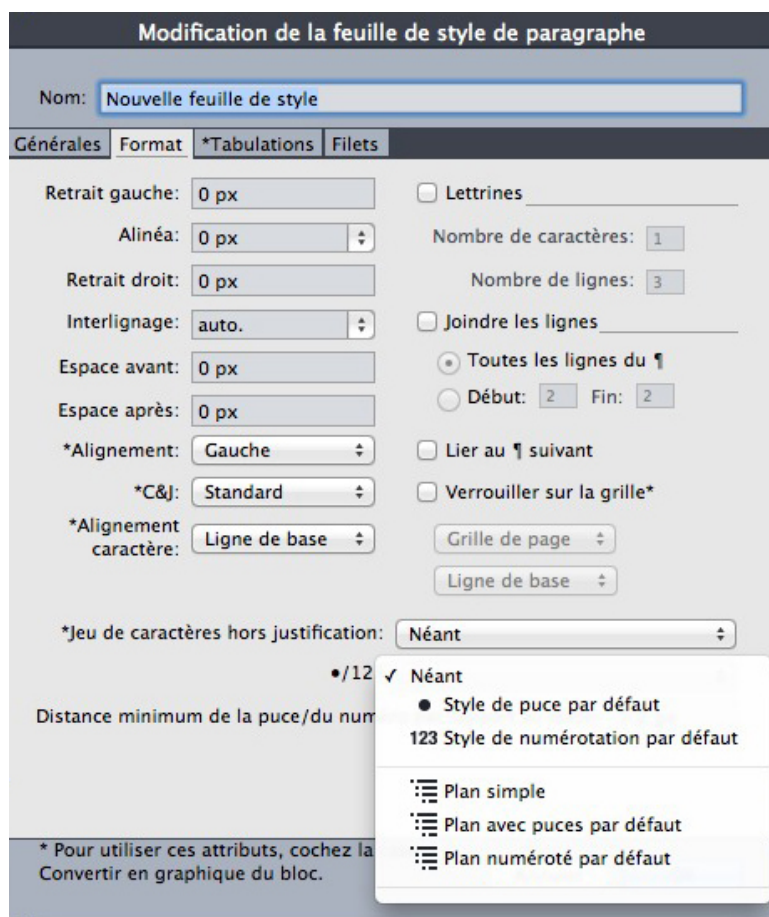 Modification de la feuille de style de paragraphe
Nom: Nouvelle feuille de style
Générales Format *Tabulations Filets
Retrait gauche: 0 px
Alinéa: 0 px
Retrait droit: 0 px
Interlignage: auto.
Espace avant: 0 px
Espace après: 0 px
*Alignement: Gauche
*C&J: Standard
*Alignement
caractère: Ligne de base
Lettrines
Nombre de caractères: 1
Nombre de lignes: 3
Joindre les lignes
Toutes les lignes du ¶
Début: 2 Fin: 2
Lier au ¶ suivant
Verrouiller sur la grille*
Grille de page
Ligne de base
*Jeu de caractères hors justification: Néant
●/12
✓ Néant
● Style de puce par défaut
123 Style de numérotation par défaut
Plan simple
Plan avec puces par défaut
Plan numéroté par défaut
Distance minimum de la puce/du num
* Pour utiliser ces attributs, cochez la
Convertir en graphique du bloc.